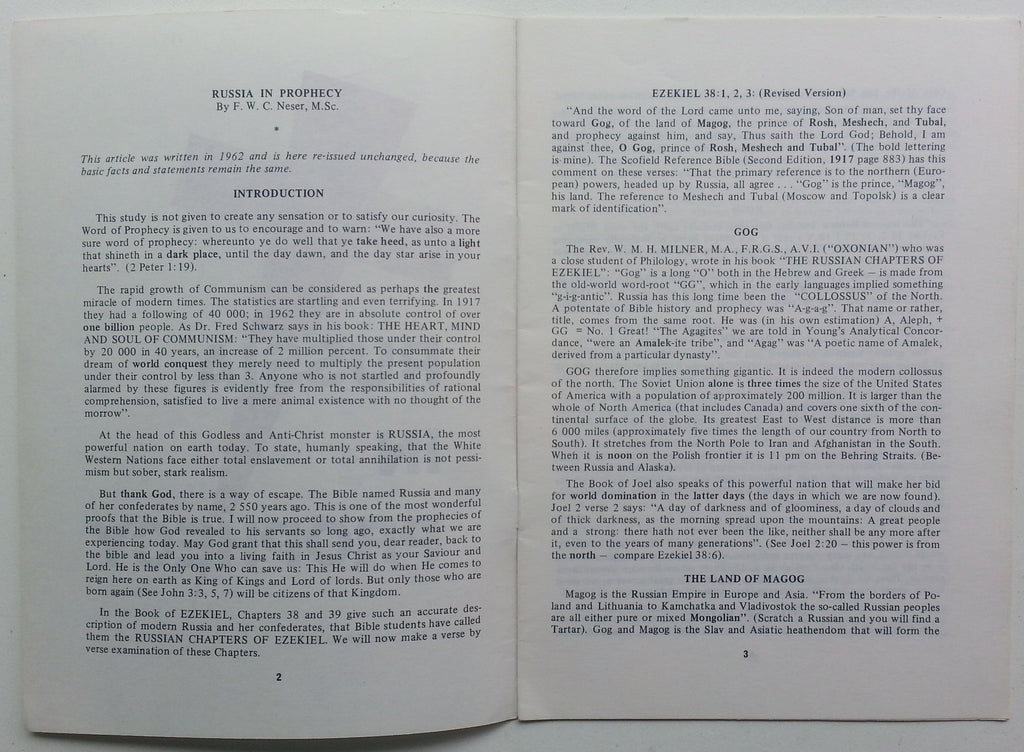 RUSSIA IN PROPHECY
By F. W. C. Neser, M.Sc.
*
This article was written in 1962 and is here re-issued unchanged, because the
basic facts and statements remain the same.
INTRODUCTION
This study is not given to create any sensation or to satisfy our curiosity. The
Word of Prophecy is given to us to encourage and to warn: "We have also a more
sure word of prophecy: whereunto ye do well that ye take heed, as unto a light
that shineth in a dark place, until the day dawn, and the day star arise in your
hearts". (2 Peter 1:19).
The rapid growth of Communism can be considered as perhaps the greatest
miracle of modern times. The statistics are startling and even terrifying. In 1917
they had a following of 40 000; in 1962 they are in absolute control of over
one billion people. As Dr. Fred Schwarz says in his book: THE HEART, MIND
AND SOUL OF COMMUNISM: "They have multiplied those under their control
by 20 000 in 40 years, an increase of 2 million percent. To consummate their
dream of world conquest they merely need to multiply the present population
under their control by less than 3. Anyone who is not startled and profoundly
alarmed by these figures is evidently free from the responsibilities of rational
comprehension, satisfied to live a mere animal existence with no thought of the
morrow".
At the head of this Godless and Anti-Christ monster is RUSSIA, the most
powerful nation on earth today. To state, humanly speaking, that the White
Western Nations face either total enslavement or total annihilation is not pessi-
mism but sober, stark realism.
But thank God, there is a way of escape. The Bible named Russia and many
of her confederates by name, 2 550 years ago. This is one of the most wonderful
proofs that the Bible is true. I will now proceed to show from the prophecies of
the Bible how God revealed to his servants so long ago, exactly what we are
experiencing today. May God grant that this shall send you, dear reader, back to
the bible and lead you into a living faith in Jesus Christ as your Saviour and
Lord. He is the Only One Who can save us: This He will do when He comes to
reign here on earth as King of Kings and Lord of lords. But only those who are
born again (See John 3:3, 5, 7) will be citizens of that Kingdom.
In the Book of EZEKIEL, Chapters 38 and 39 give such an accurate des-
cription of modern Russia and her confederates, that Bible students have called
them the RUSSIAN CHAPTERS OF EZEKIEL. We will now make a verse by
verse examination of these Chapters.
2
EZEKIEL 38:1, 2, 3: (Revised Version)
"And the word of the Lord came unto me, saying, Son of man, set thy face
toward Gog, of the land of Magog, the prince of Rosh, Meshech, and Tubal,
and prophecy against him, and say, Thus saith the Lord God; Behold, I am
against thee, O Gog, prince of Rosh, Meshech and Tubal". (The bold lettering
is mine). The Scofield Reference Bible (Second Edition, 1917 page 883) has this
comment on these verses: "That the primary reference is to the northern (Euro-
pean) powers, headed up by Russia, all agree . . . "Gog" is the prince, "Magog",
his land. The reference to Meshech and Tubal (Moscow and Topolsk) is a clear
mark of identification".
GOG
The Rev. W. M. H. MILNER, M.A., F.R.G.S., A.V.I. ("OXONIAN") who was
a close student of Philology, wrote in his book "THE RUSSIAN CHAPTERS OF
EZEKIEL": "Gog" is a long "O" both in the Hebrew and Greek — is made from
the old-world word-root "GG", which in the early languages implied something
"g-i-g-antic". Russia has this long time been the "COLLOSSUS" of the North.
A potentate of Bible history and prophecy was "A-g-a-g". That name or rather,
title, comes from the same root. He was (in his own estimation) A, Aleph, +
GG = No. 1 Great! "The Agagites" we are told in Young's Analytical Concor-
dance, "were an Amalek-ite tribe", and "Agag" was "A poetic name of Amalek,
derived from a particular dynasty".
GOG therefore implies something gigantic. It is indeed the modern collossus
of the north. The Soviet Union alone is three times the size of the United States
of America with a population of approximately 200 million. It is larger than the
whole of North America (that includes Canada) and covers one sixth of the con-
tinental surface of the globe. Its greatest East to West distance is more than
6 000 miles (approximately five times the length of our country from North to
South). It stretches from the North Pole to Iran and Afghanistan in the South.
When it is noon on the Polish frontier it is 11 pm on the Behring Straits. (Be-
tween Russia and Alaska).
The Book of Joel also speaks of this powerful nation that will make her bid
for world domination in the latter days (the days in which we are now found).
Joel 2 verse 2 says: "A day of darkness and of gloominess, a day of clouds and
of thick darkness, as the morning spread upon the mountains: A great people
and a strong: there hath not ever been the like, neither shall be any more after
it, even to the years of many generations". (See Joel 2:20 — this power is from
the north — compare Ezekiel 38:6).
THE LAND OF MAGOG
Magog is the Russian Empire in Europe and Asia. "From the borders of Po-
land and Lithuania to Kamchatka and Vladivostok the so-called Russian peoples
are all either pure or mixed Mongolian". (Scratch a Russian and you will find a
Tartar). Gog and Magog is the Slav and Asiatic heathendom that will form the
3